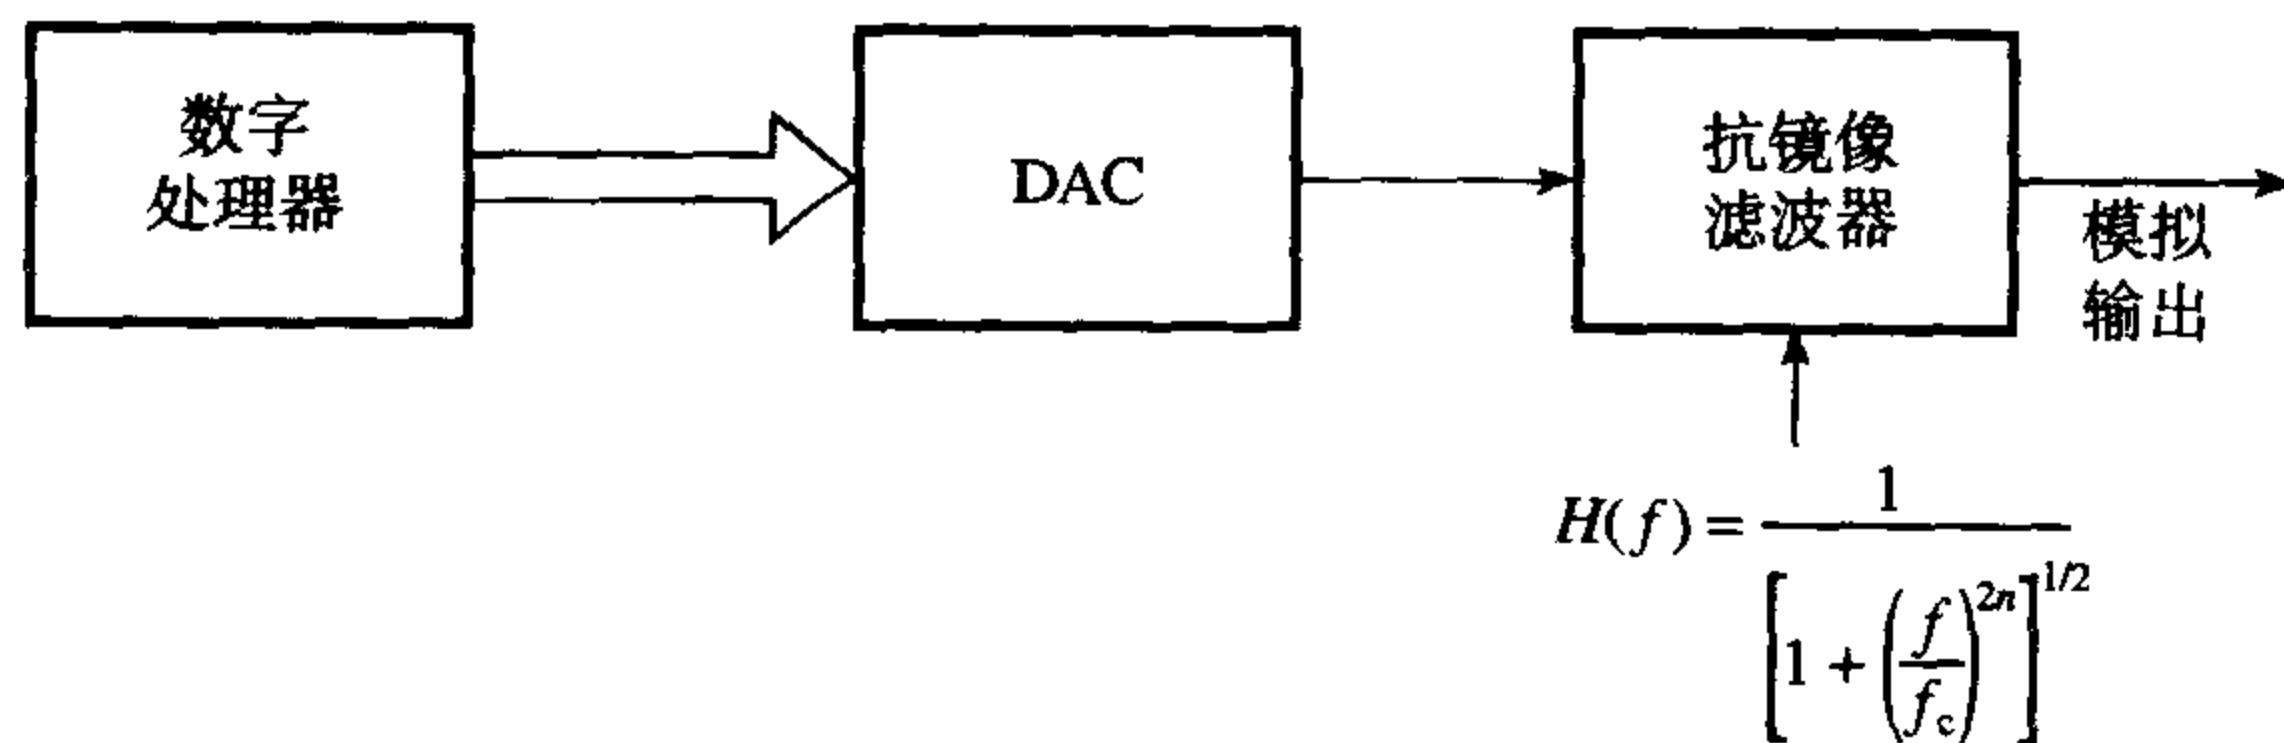 数字
处理器
DAC
抗镜像
滤波器
模拟
输出
H(f) = 1 / [1 + (f/f_c)^{2n}]^{1/2}